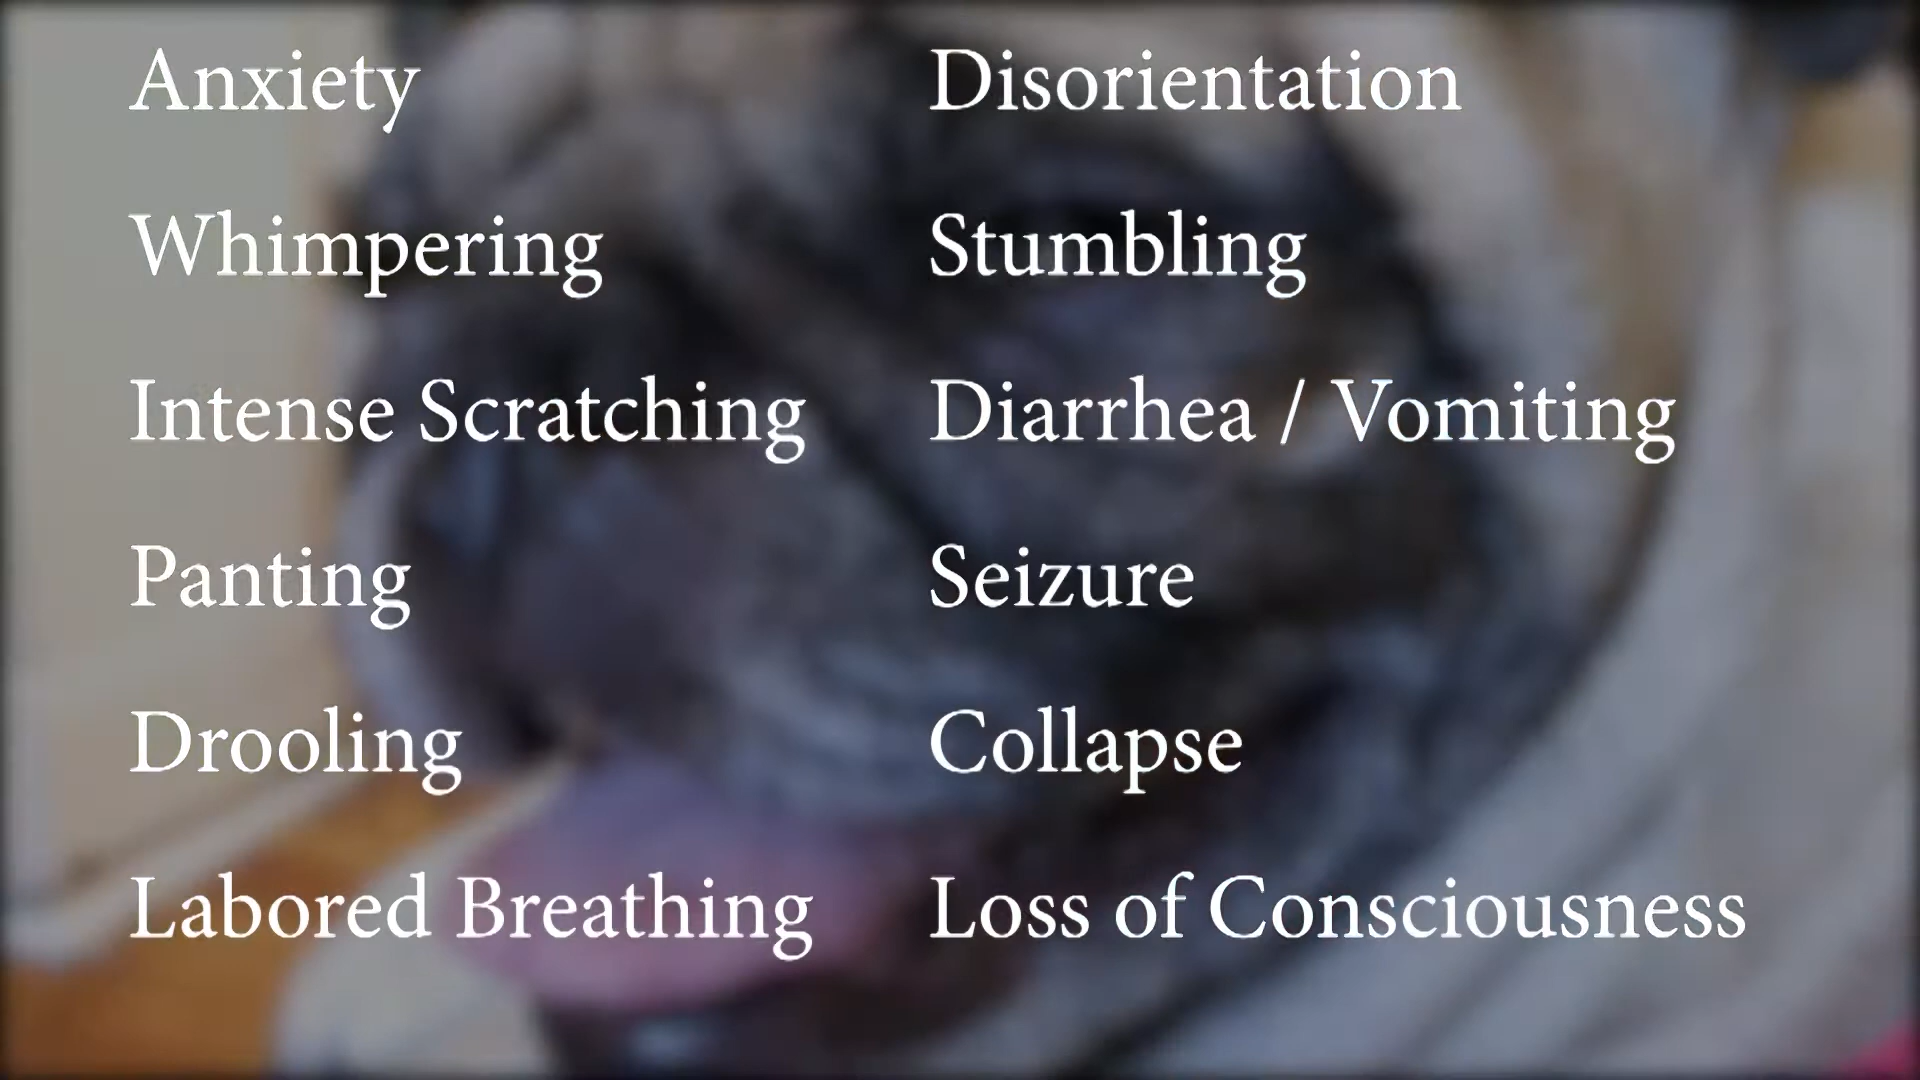 Anxiety
Whimpering
Intense Scratching
Panting
Drooling
Labored Breathing
Disorientation
Stumbling
Diarrhea / Vomiting
Seizure
Collapse
Loss of Consciousness